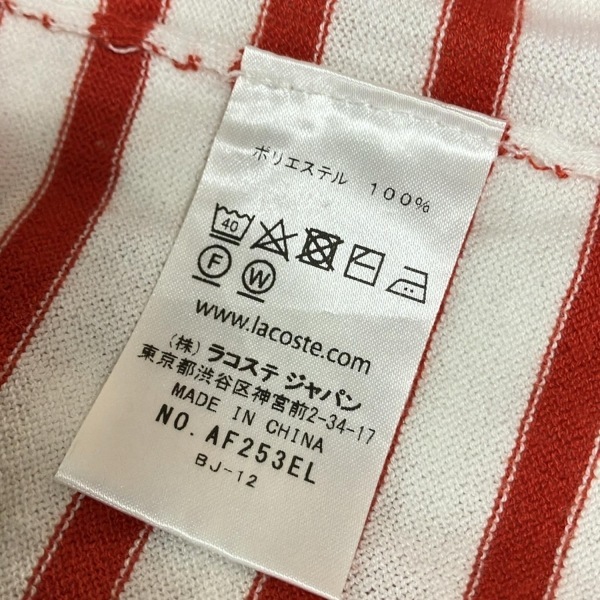 ポリエステル 100%
40
F W
www.lacoste.com
(株) ラコステ ジャパン
東京都渋谷区神宮前2-34-17
MADE IN CHINA
NO. AF253EL
BJ-12